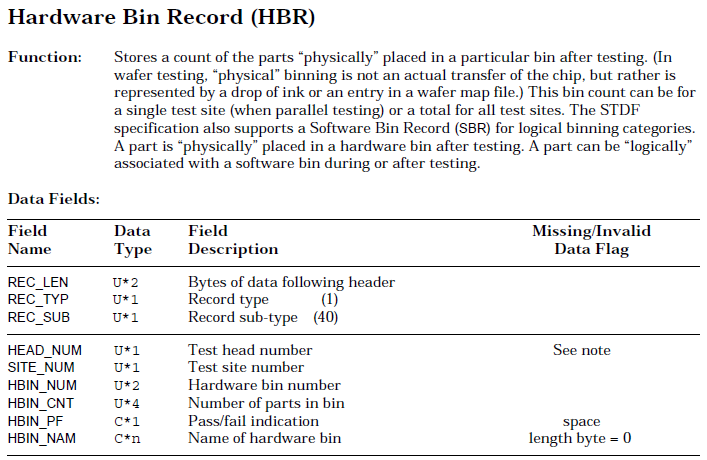 Hardware Bin Record (HBR)
Function: Stores a count of the parts “physically” placed in a particular bin after testing. (In
wafer testing, “physical” binning is not an actual transfer of the chip, but rather is
represented by a drop of ink or an entry in a wafer map file.) This bin count can be for
a single test site (when parallel testing) or a total for all test sites. The STDF
specification also supports a Software Bin Record (SBR) for logical binning categories.
A part is “physically” placed in a hardware bin after testing. A part can be “logically”
associated with a software bin during or after testing.
Data Fields:
Field Data Field Missing/Invalid
Name Type Description Data Flag
REC_LEN U*2 Bytes of data following header
REC_TYP U*1 Record type (1)
REC_SUB U*1 Record sub-type (40)
HEAD_NUM U*1 Test head number See note
SITE_NUM U*1 Test site number
HBIN_NUM U*2 Hardware bin number
HBIN_CNT U*4 Number of parts in bin
HBIN_PF C*1 Pass/fail indication space
HBIN_NAM C*n Name of hardware bin length byte = 0